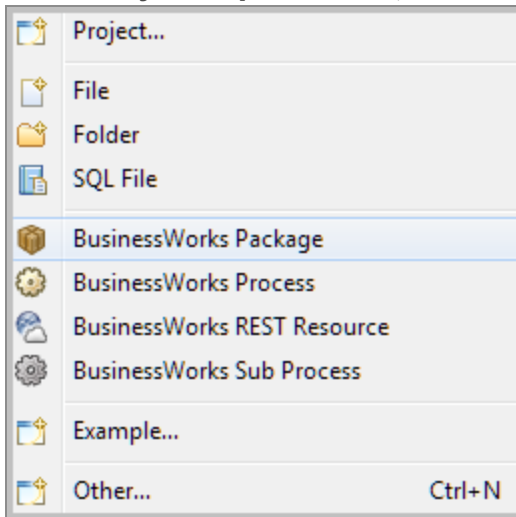 Project...
File
Folder
SQL File
BusinessWorks Package
BusinessWorks Process
BusinessWorks REST Resource
BusinessWorks Sub Process
Example...
Other... Ctrl+N